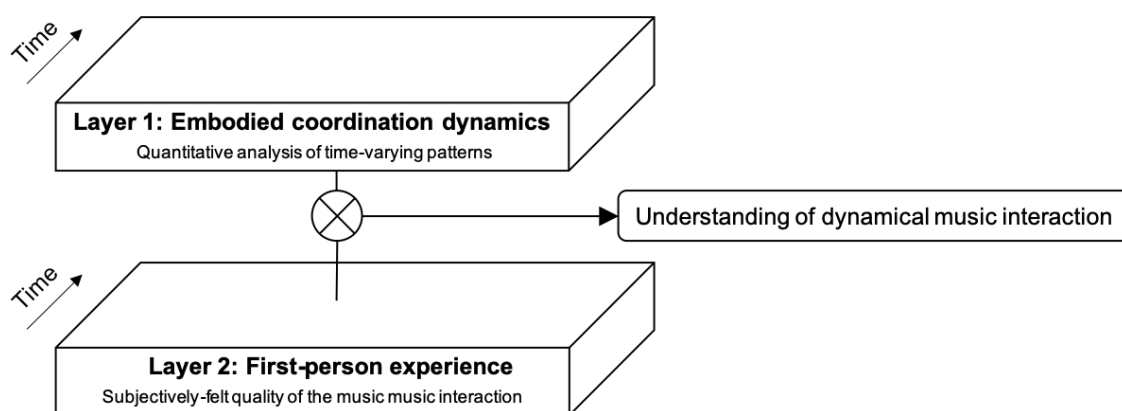 Time
Layer 1: Embodied coordination dynamics
Quantitative analysis of time-varying patterns
Understanding of dynamical music interaction
Time
Layer 2: First-person experience
Subjectively-felt quality of the music music interaction